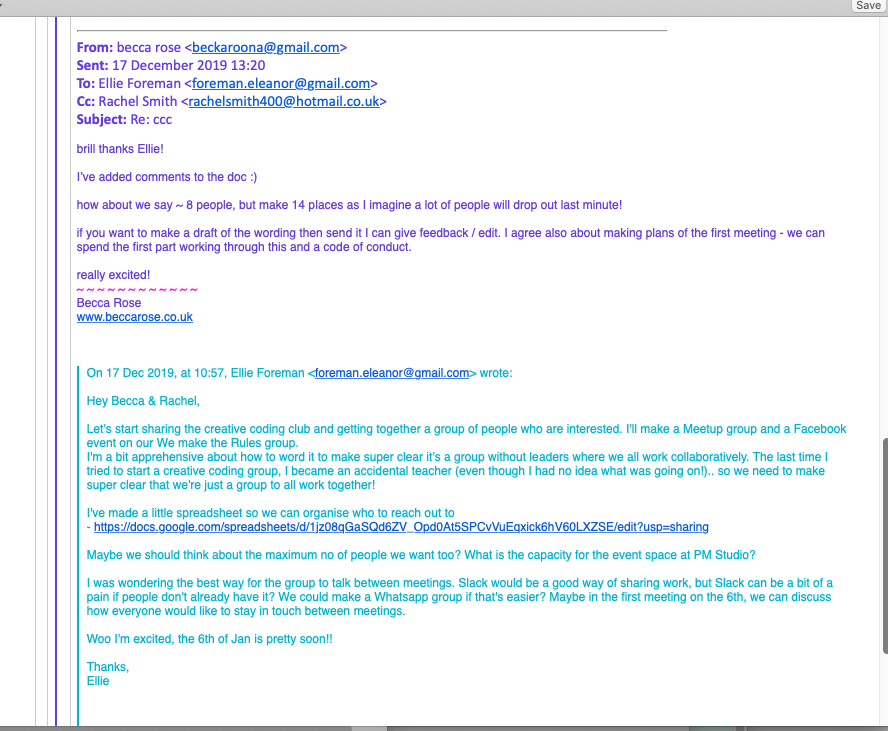 Save
From: becca rose <beckaroona@gmail.com>
Sent: 17 December 2019 13:20
To: Ellie Foreman <foreman.eleanor@gmail.com>
Cc: Rachel Smith <rachelsmith400@hotmail.co.uk>
Subject: Re: ccc
brill thanks Ellie!
I've added comments to the doc :)
how about we say ~ 8 people, but make 14 places as I imagine a lot of people will drop out last minute!
if you want to make a draft of the wording then send it I can give feedback / edit. I agree also about making plans of the first meeting - we can
spend the first part working through this and a code of conduct.
really excited!
~ ~ ~ ~ ~ ~ ~ ~ ~ ~ ~ ~
Becca Rose
www.beccarose.co.uk
On 17 Dec 2019, at 10:57, Ellie Foreman <foreman.eleanor@gmail.com> wrote:
Hey Becca & Rachel,
Let's start sharing the creative coding club and getting together a group of people who are interested. I'll make a Meetup group and a Facebook
event on our We make the Rules group.
I'm a bit apprehensive about how to word it to make super clear it's a group without leaders where we all work collaboratively. The last time I
tried to start a creative coding group, I became an accidental teacher (even though I had no idea what was going on!).. so we need to make
super clear that we're just a group to all work together!
I've made a little spreadsheet so we can organise who to reach out to
- https://docs.google.com/spreadsheets/d/1jz08qGaSQd6ZV_Opd0At5SPCvVuEqxick6hV60LXZSE/edit?usp=sharing
Maybe we should think about the maximum no of people we want too? What is the capacity for the event space at PM Studio?
I was wondering the best way for the group to talk between meetings. Slack would be a good way of sharing work, but Slack can be a bit of a
pain if people don't already have it? We could make a Whatsapp group if that's easier? Maybe in the first meeting on the 6th, we can discuss
how everyone would like to stay in touch between meetings.
Woo I'm excited, the 6th of Jan is pretty soon!!
Thanks,
Ellie